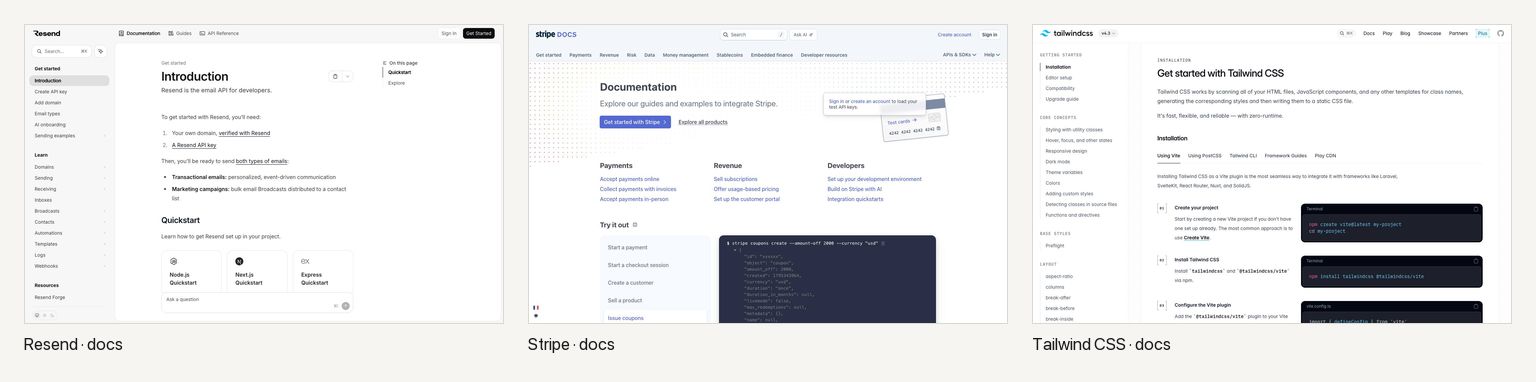 Resend
Documentation
Guides
API Reference
Sign In
Get Started
Search...
⌘K
Get started
Introduction
Create API key
Add domain
Email types
AI onboarding
Sending examples
Learn
Domains
Sending
Receiving
Inboxes
Broadcasts
Contacts
Automations
Templates
Logs
Webhooks
Resources
Resend Forge
Get started
Introduction
Resend is the email API for developers.
To get started with Resend, you'll need:
1. Your own domain, verified with Resend
2. A Resend API key
Then, you'll be ready to send both types of emails:
• Transactional emails: personalized, event-driven communication
• Marketing campaigns: bulk email Broadcasts distributed to a contact
list
Quickstart
Learn how to get Resend set up in your project.
Node.js
Quickstart
Next.js
Quickstart
Express
Quickstart
Ask a question
On this page
Quickstart
Explore
Resend · docs
stripe DOCS
Search
/
Ask AI
Create account
Sign in
Get started
Payments
Revenue
Risk
Data
Money management
Stablecoins
Embedded finance
Developer resources
APIs & SDKs
Help
Documentation
Explore our guides and examples to integrate Stripe.
Get started with Stripe
Explore all products
Sign in or create an account to load your
test API keys.
Test cards →
4242 4242 4242 4242
Payments
Accept payments online
Collect payments with invoices
Accept payments in-person
Revenue
Sell subscriptions
Offer usage-based pricing
Set up the customer portal
Developers
Set up your development environment
Build on Stripe with AI
Integration quickstarts
Try it out
Start a payment
Start a checkout session
Create a customer
Sell a product
Issue coupons
$ stripe coupons create --amount-off 2000 --currency "usd"
{
"object": "coupon",
"amount_off": 2000,
"currency": "usd",
"duration": "once",
"duration_in_months": null,
"livemode": false,
"max_redemptions": null,
"metadata": {},
"name": null,
Stripe · docs
tailwindcss
v4.3
⌘K
Docs
Play
Blog
Showcase
Partners
Plus
GETTING STARTED
Installation
Editor setup
Compatibility
Upgrade guide
CORE CONCEPTS
Styling with utility classes
Hover, focus, and other states
Responsive design
Dark mode
Theme variables
Colors
Adding custom styles
Detecting classes in source files
Functions and directives
BASE STYLES
Preflight
LAYOUT
aspect-ratio
columns
break-after
break-before
break-inside
INSTALLATION
Get started with Tailwind CSS
Tailwind CSS works by scanning all of your HTML files, JavaScript components, and any other templates for class names,
generating the corresponding styles and then writing them to a static CSS file.
It's fast, flexible, and reliable — with zero-runtime.
Installation
Using Vite
Using PostCSS
Tailwind CLI
Framework Guides
Play CDN
Installing Tailwind CSS as a Vite plugin is the most seamless way to integrate it with frameworks like Laravel,
SvelteKit, React Router, Nuxt, and SolidJS.
01
Create your project
Start by creating a new Vite project if you don't have
one set up already. The most common approach is to
use Create Vite.
Terminal
npm create vite@latest my-project
cd my-project
02
Install Tailwind CSS
Install `tailwindcss` and `@tailwindcss/vite`
via npm.
Terminal
npm install tailwindcss @tailwindcss/vite
03
Configure the Vite plugin
Add the `@tailwindcss/vite` plugin to your Vite
vite.config.ts
import { defineConfig } from 'vite'
Tailwind CSS · docs